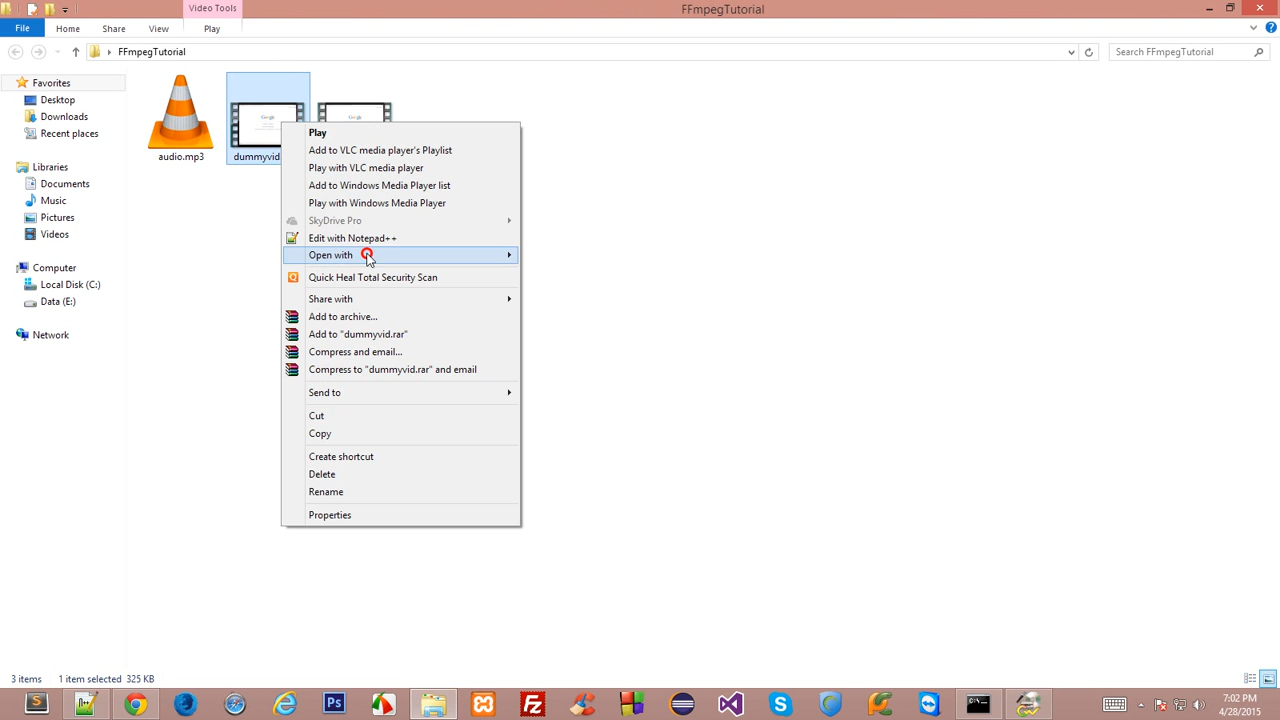 Video Tools
FFmpegTutorial
File
Home
Share
View
Play
FFmpegTutorial
Search FFmpegTutorial
Favorites
Desktop
Downloads
Recent places
Libraries
Documents
Music
Pictures
Videos
Computer
Local Disk (C:)
Data (E:)
Network
audio.mp3
dummyvid
Play
Add to VLC media player's Playlist
Play with VLC media player
Add to Windows Media Player list
Play with Windows Media Player
SkyDrive Pro
Edit with Notepad++
Open with
Quick Heal Total Security Scan
Share with
Add to archive...
Add to "dummyvid.rar"
Compress and email...
Compress to "dummyvid.rar" and email
Send to
Cut
Copy
Create shortcut
Delete
Rename
Properties
3 items
1 item selected 325 KB
Ps
Fz
7:02 PM
4/28/2015